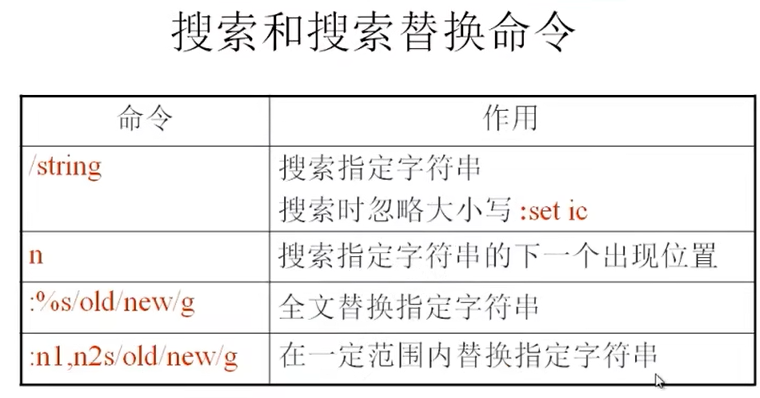 搜索和搜索替换命令
命令 作用
/string 搜索指定字符串
搜索时忽略大小写 :set ic
n 搜索指定字符串的下一个出现位置
:%s/old/new/g 全文替换指定字符串
:n1,n2s/old/new/g 在一定范围内替换指定字符串